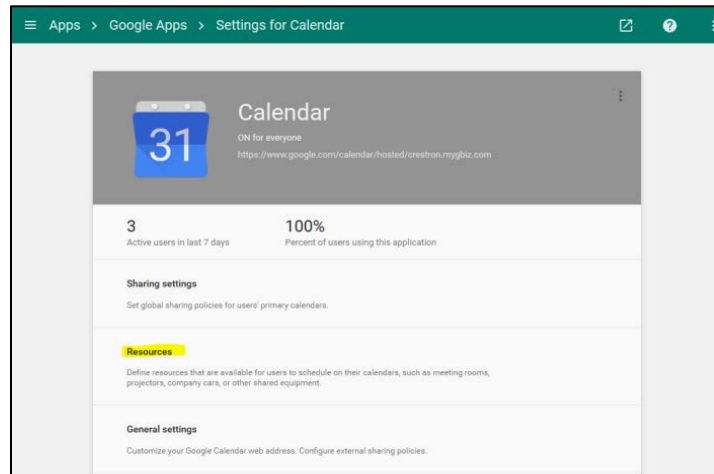 Apps > Google Apps > Settings for Calendar
31
Calendar
ON for everyone
https://www.google.com/calendar/hosted/crestron.mygbiz.com
3
Active users in last 7 days
100%
Percent of users using this application
Sharing settings
Set global sharing policies for users' primary calendars.
Resources
Define resources that are available for users to schedule on their calendars, such as meeting rooms,
projectors, company cars, or other shared equipment.
General settings
Customize your Google Calendar web address. Configure external sharing policies.